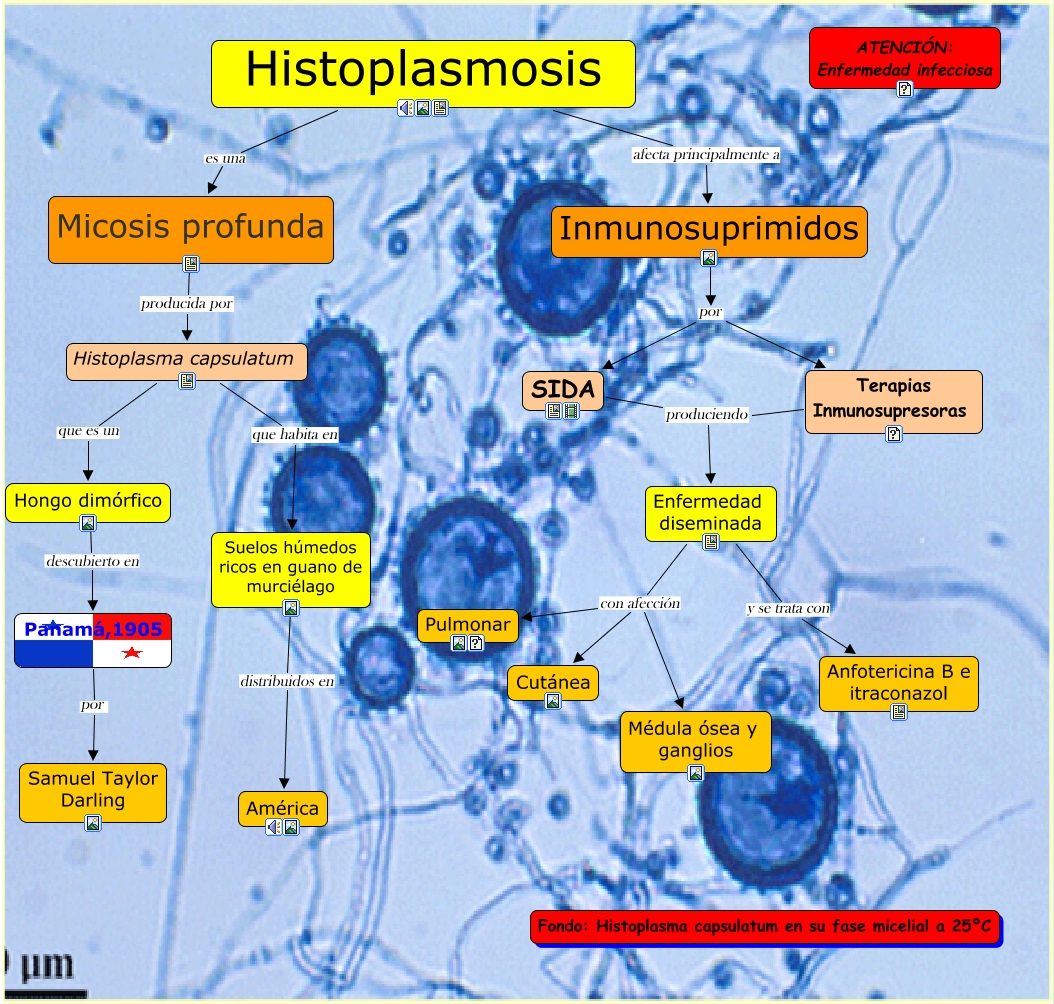 Histoplasmosis
ATENCIÓN:
Enfermedad infecciosa
es una
afecta principalmente a
Micosis profunda
Inmunosuprimidos
producida por
por
Histoplasma capsulatum
SIDA
Terapias
Inmunosupresoras
produciendo
que es un
que habita en
Hongo dimórfico
Enfermedad
diseminada
descubierto en
Suelos húmedos
ricos en guano de
murciélago
con afección
y se trata con
Panamá,1905
Pulmonar
Cutánea
Anfotericina B e
itraconazol
distribuidos en
por
Médula ósea y
ganglios
Samuel Taylor
Darling
América
Fondo: Histoplasma capsulatum en su fase micelial a 25ºC
µm